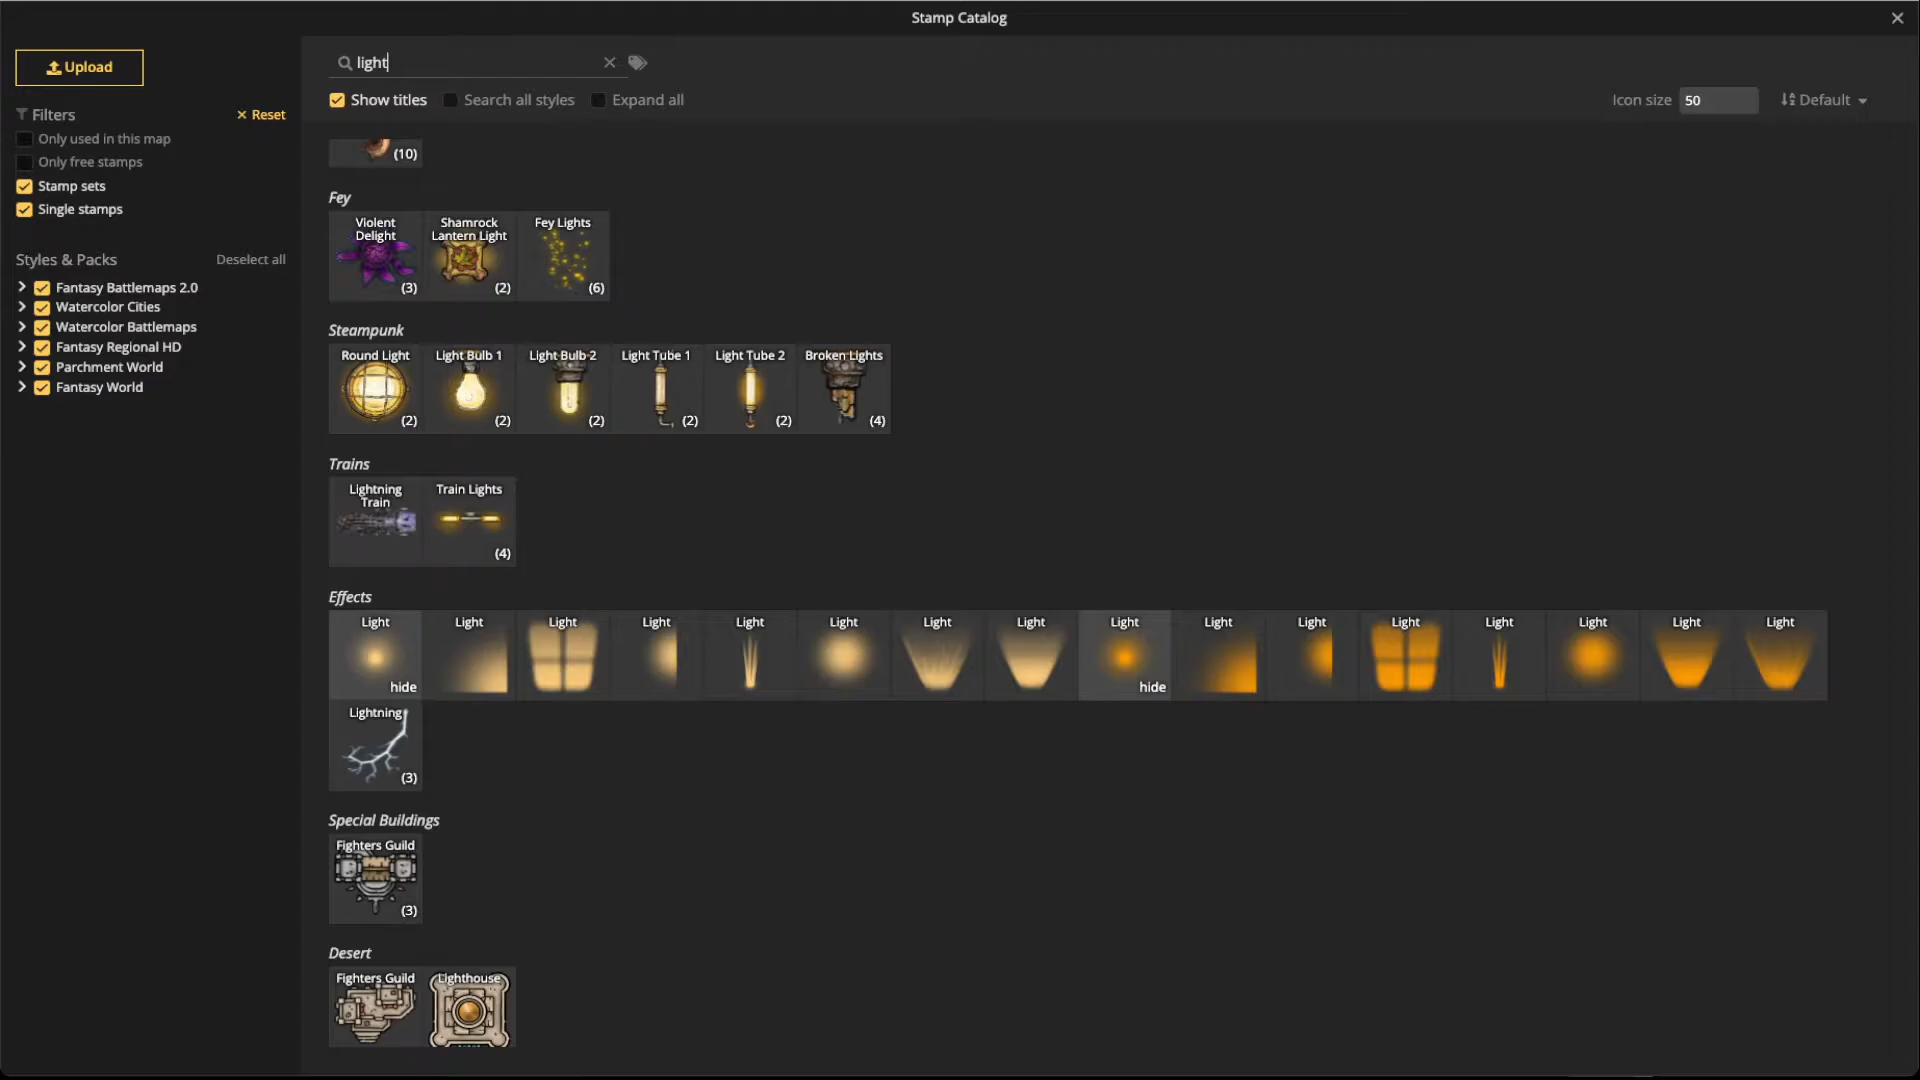 Stamp Catalog
Upload
light
Show titles
Search all styles
Expand all
Icon size
50
Default
Filters
Reset
Only used in this map
Only free stamps
Stamp sets
Single stamps
Styles & Packs
Deselect all
Fantasy Battlemaps 2.0
Watercolor Cities
Watercolor Battlemaps
Fantasy Regional HD
Parchment World
Fantasy World
(10)
Fey
Violent
Delight
(3)
Shamrock
Lantern Light
(2)
Fey Lights
(6)
Steampunk
Round Light
(2)
Light Bulb 1
(2)
Light Bulb 2
(2)
Light Tube 1
(2)
Light Tube 2
(2)
Broken Lights
(4)
Trains
Lightning
Train
Train Lights
(4)
Effects
Light
hide
Light
Light
Light
Light
Light
Light
Light
Light
hide
Light
Light
Light
Light
Light
Light
Light
Lightning
(3)
Special Buildings
Fighters Guild
(3)
Desert
Fighters Guild
Lighthouse